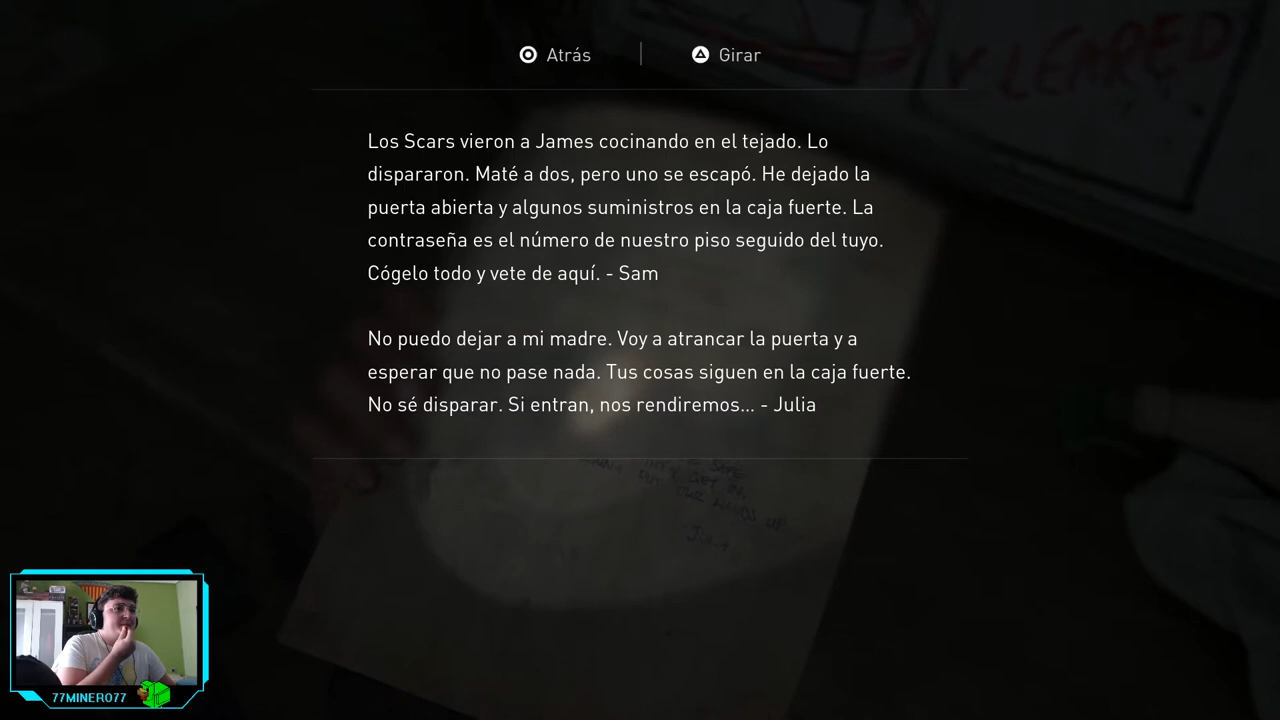 Y LEARED
Atrás | Girar
Los Scars vieron a James cocinando en el tejado. Lo
dispararon. Maté a dos, pero uno se escapó. He dejado la
puerta abierta y algunos suministros en la caja fuerte. La
contraseña es el número de nuestro piso seguido del tuyo.
Cógelo todo y vete de aquí. - Sam
No puedo dejar a mi madre. Voy a atrancar la puerta y a
esperar que no pase nada. Tus cosas siguen en la caja fuerte.
No sé disparar. Si entran, nos rendiremos... - Julia
77MINERO77